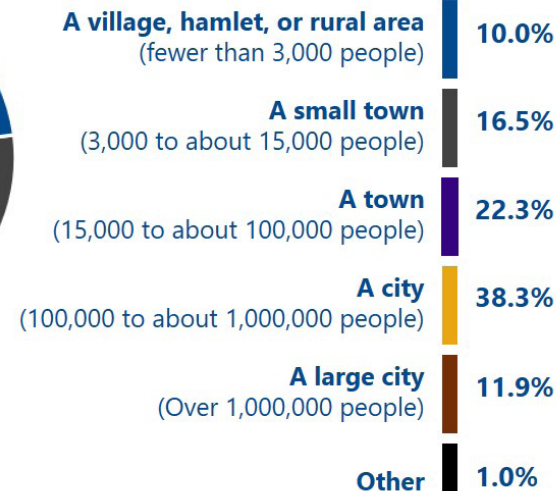 A village, hamlet, or rural area 10.0%
(fewer than 3,000 people)
A small town 16.5%
(3,000 to about 15,000 people)
A town 22.3%
(15,000 to about 100,000 people)
A city 38.3%
(100,000 to about 1,000,000 people)
A large city 11.9%
(Over 1,000,000 people)
Other 1.0%